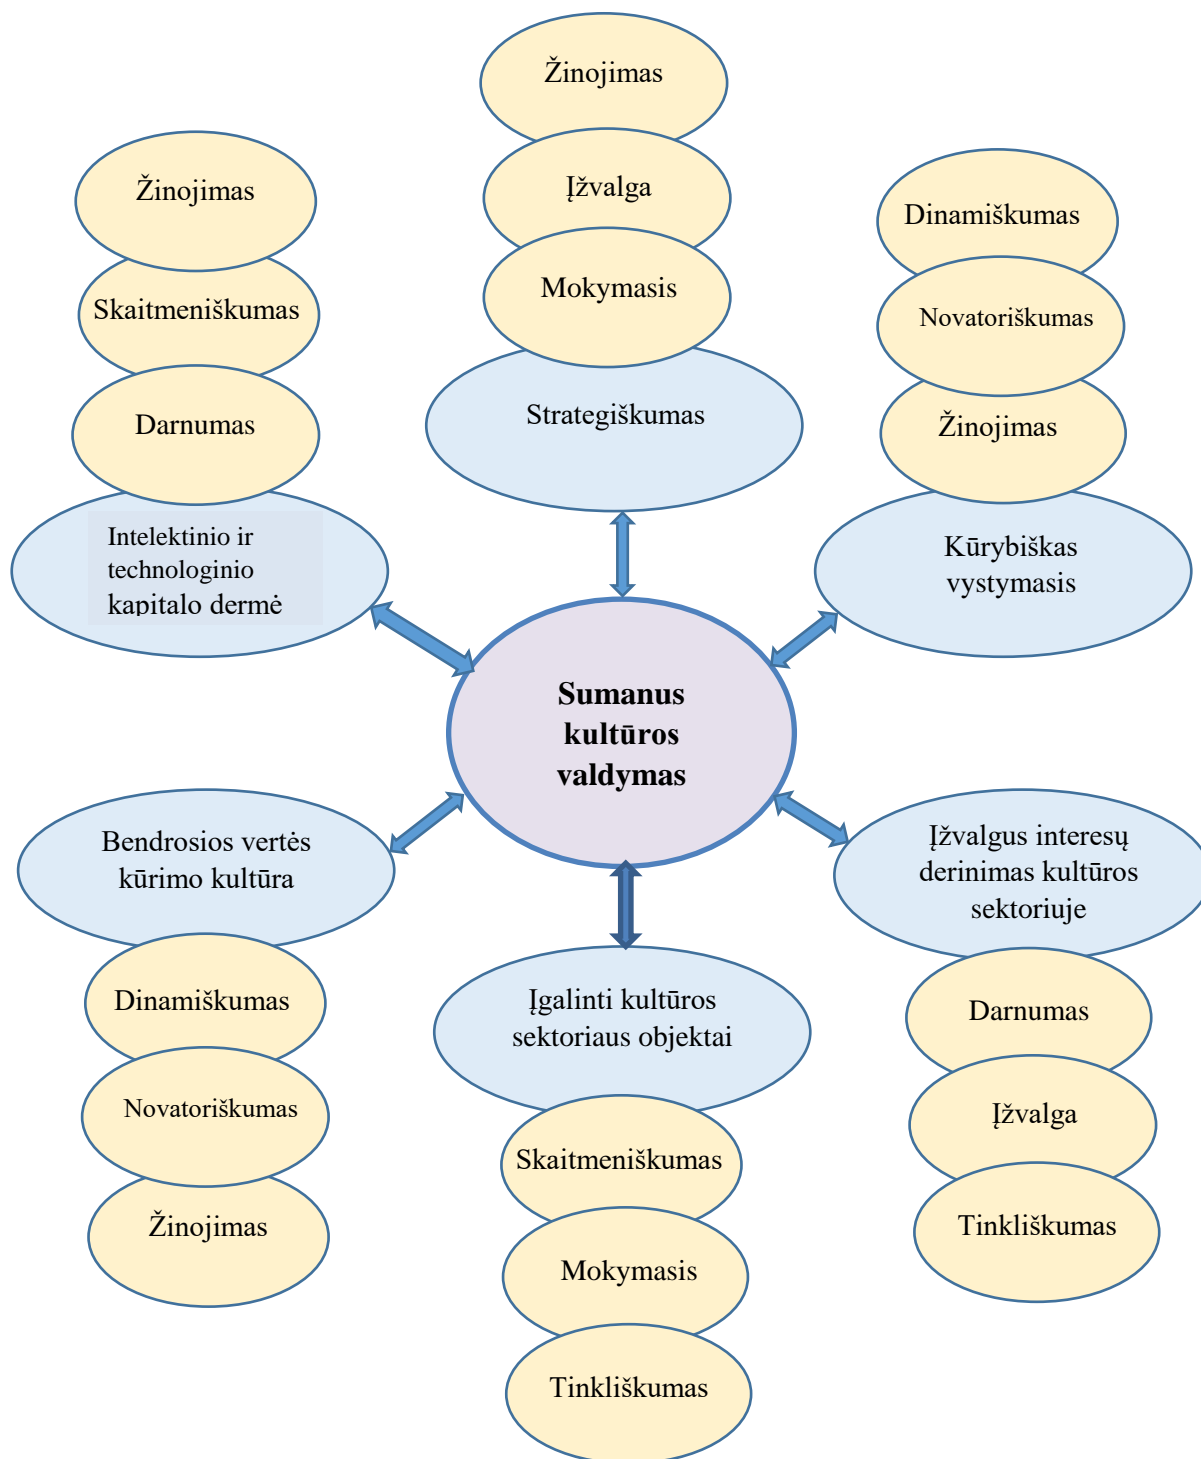 Žinojimas
Įžvalga
Mokymasis
Strategiškumas
Žinojimas
Skaitmeniškumas
Darnumas
Intelektinio ir
technologinio
kapitalo dermė
Dinamiškumas
Novatoriškumas
Žinojimas
Kūrybiškas
vystymasis
Sumanus
kultūros
valdymas
Bendrosios vertės
kūrimo kultūra
Dinamiškumas
Novatoriškumas
Žinojimas
Įgalinti kultūros
sektoriaus objektai
Skaitmeniškumas
Mokymasis
Tinkliškumas
Įžvalgus interesų
derinimas kultūros
sektoriuje
Darnumas
Įžvalga
Tinkliškumas